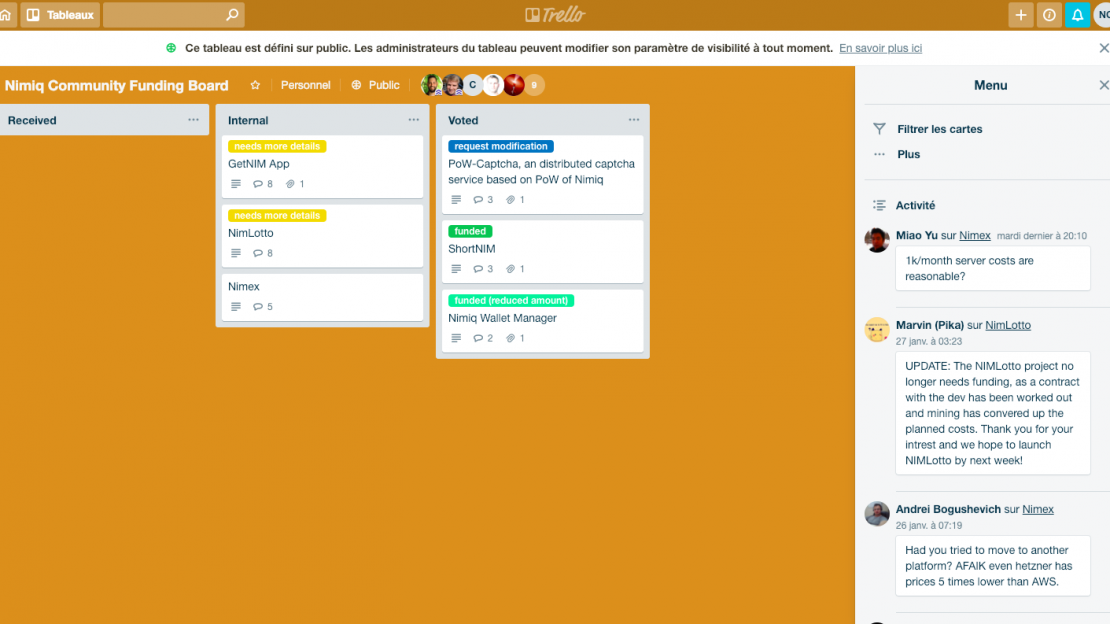 Tableaux
Trello
NC
Ce tableau est défini sur public. Les administrateurs du tableau peuvent modifier son paramètre de visibilité à tout moment. En savoir plus ici
Nimiq Community Funding Board
Personnel
Public
C
9
Received
Internal
needs more details
GetNIM App
8
1
needs more details
NimLotto
8
Nimex
5
Voted
request modification
PoW-Captcha, an distributed captcha
service based on PoW of Nimiq
3
1
funded
ShortNIM
3
1
funded (reduced amount)
Nimiq Wallet Manager
2
1
Menu
Filtrer les cartes
Plus
Activité
Miao Yu sur Nimex mardi dernier à 20:10
1k/month server costs are
reasonable?
Marvin (Pika) sur NimLotto
27 janv. à 03:23
UPDATE: The NIMLotto project no
longer needs funding, as a contract
with the dev has been worked out
and mining has convered up the
planned costs. Thank you for your
intrest and we hope to launch
NIMLotto by next week!
Andrei Bogushevich sur Nimex
26 janv. à 07:19
Had you tried to move to another
platform? AFAIK even hetzner has
prices 5 times lower than AWS.